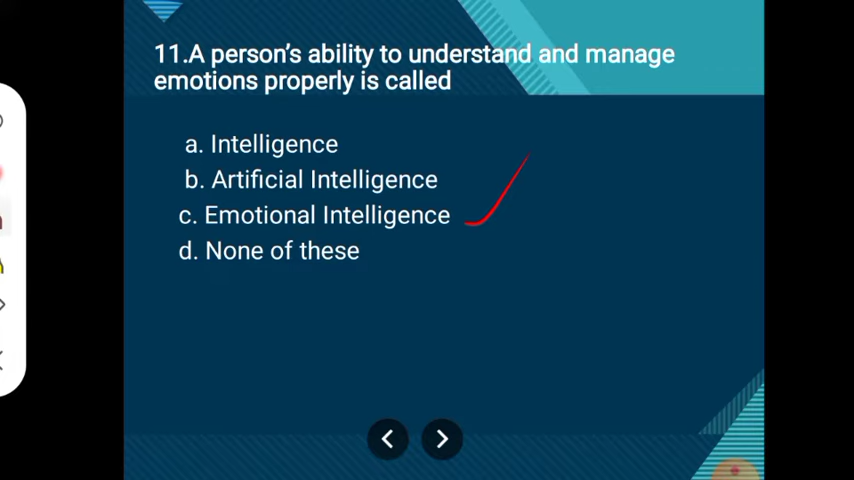 11.A person's ability to understand and manage
emotions properly is called
a. Intelligence
b. Artificial Intelligence
c. Emotional Intelligence
d. None of these